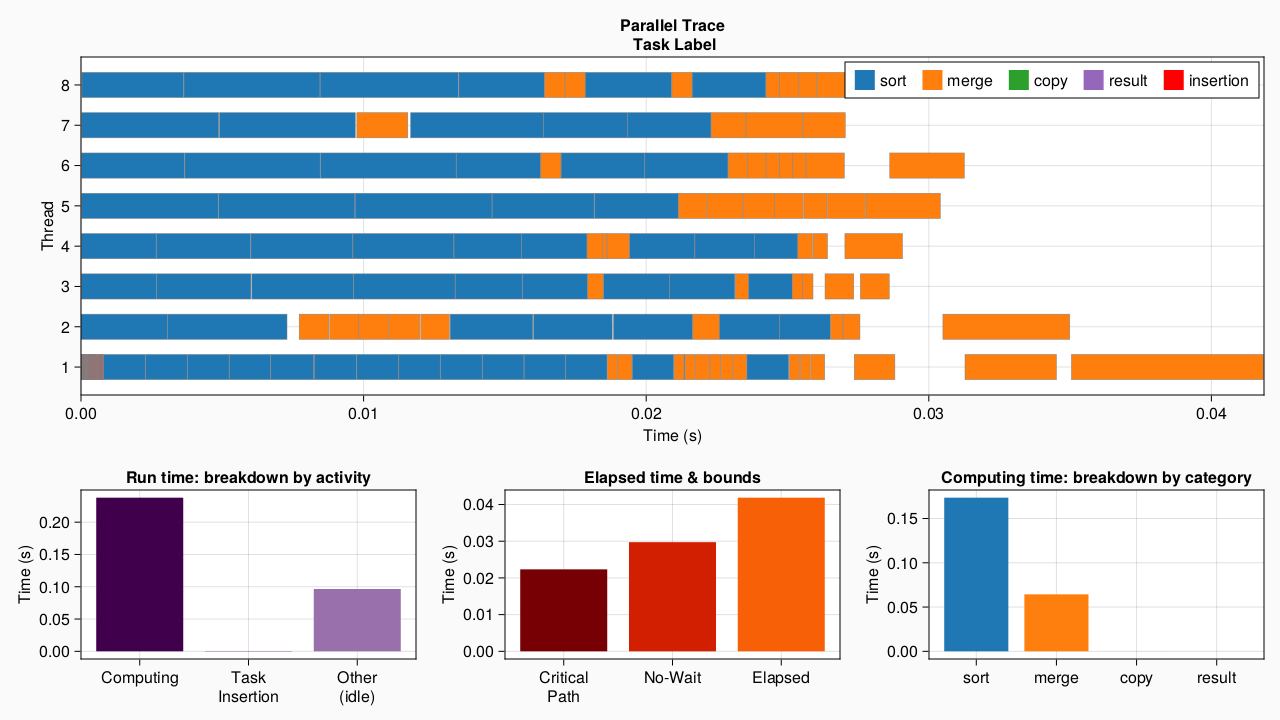 Parallel Trace
Task Label
sort merge copy result insertion
Thread
8
7
6
5
4
3
2
1
0.00 0.01 0.02 0.03 0.04
Time (s)
Run time: breakdown by activity
Time (s)
0.20
0.15
0.10
0.05
0.00
Computing
Task
Insertion
Other
(idle)
Elapsed time & bounds
Time (s)
0.04
0.03
0.02
0.01
0.00
Critical
Path
No-Wait
Elapsed
Computing time: breakdown by category
Time (s)
0.15
0.10
0.05
0.00
sort merge copy result